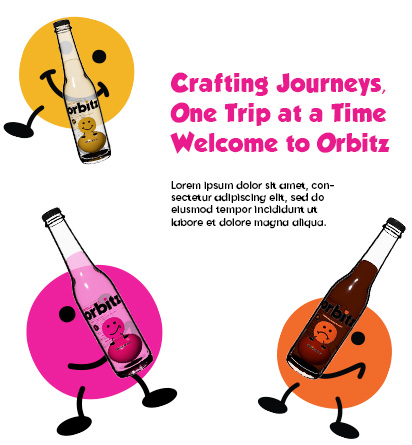 orbitz
Crafting Journeys,
One Trip at a Time
Welcome to Orbitz
Lorem ipsum dolor sit amet, con-
sectetur adipiscing elit, sed do
eiusmod tempor incididunt ut
labore et dolore magna aliqua.
orbitz
orbitz